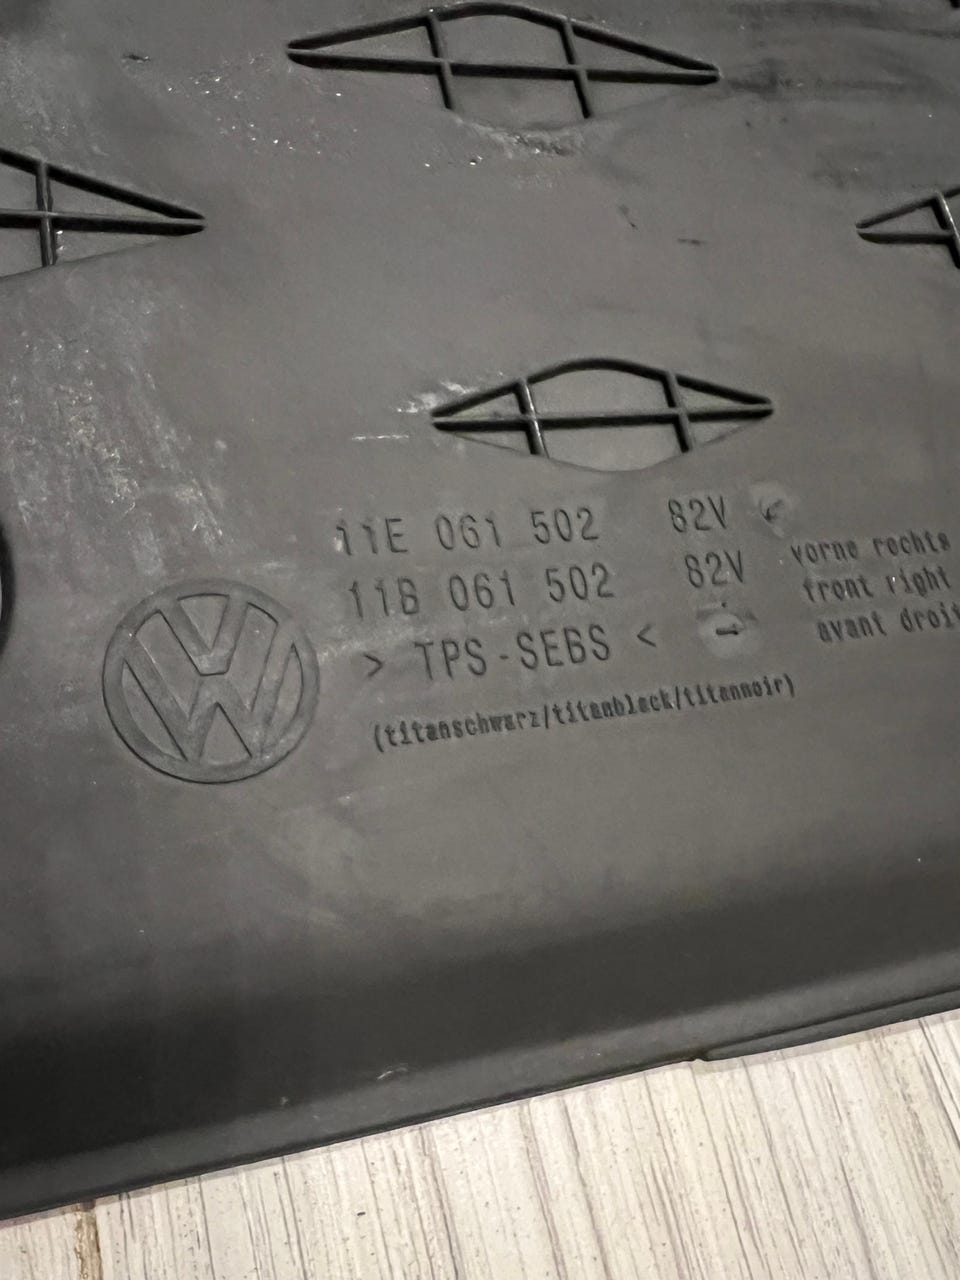 11E 061 502 82V
11B 061 502 82V
> TPS-SEBS <
(titanschwarz/titanblack/titannoir)
vorne rechts
front right
avant droit